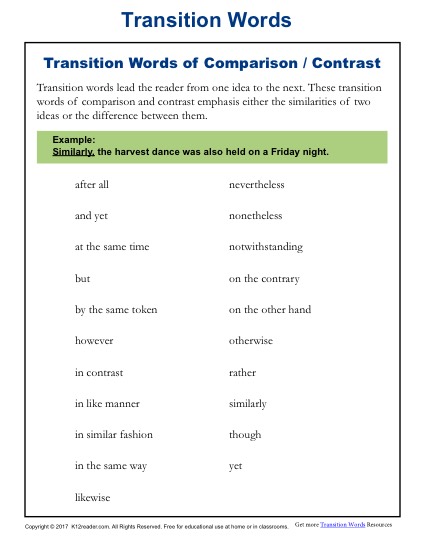 Transition Words
Transition Words of Comparison / Contrast
Transition words lead the reader from one idea to the next. These transition
words of comparison and contrast emphasis either the similarities of two
ideas or the difference between them.
Example:
Similarly, the harvest dance was also held on a Friday night.
after all
and yet
at the same time
but
by the same token
however
in contrast
in like manner
in similar fashion
in the same way
likewise
nevertheless
nonetheless
notwithstanding
on the contrary
on the other hand
otherwise
rather
similarly
though
yet
Copyright © 2017 K12reader.com. All Rights Reserved. Free for educational use at home or in classrooms.
Get more Transition Words Resources